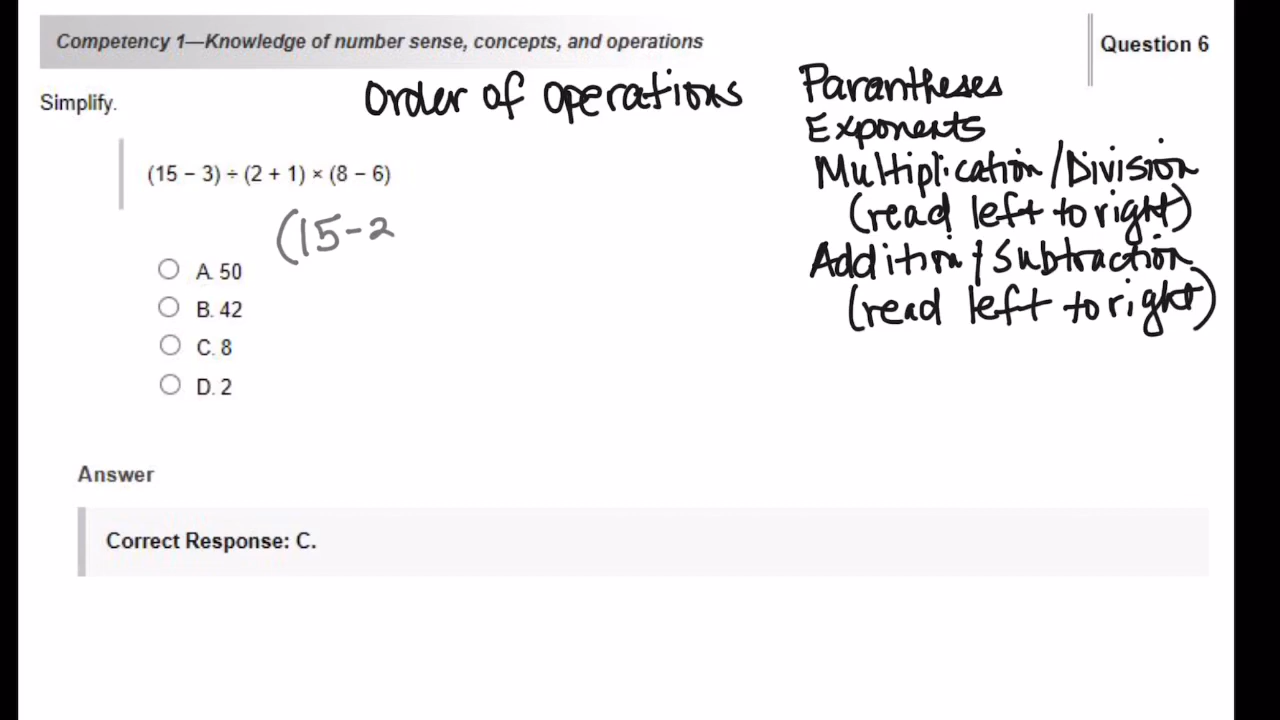 Competency 1—Knowledge of number sense, concepts, and operations
Question 6
Simplify.
Order of operations
Parantheses
Exponents
Multiplication/Division
(read left to right)
Addition + Subtraction
(read left to right)
(15 − 3) ÷ (2 + 1) × (8 − 6)
(15-2
A. 50
B. 42
C. 8
D. 2
Answer
Correct Response: C.